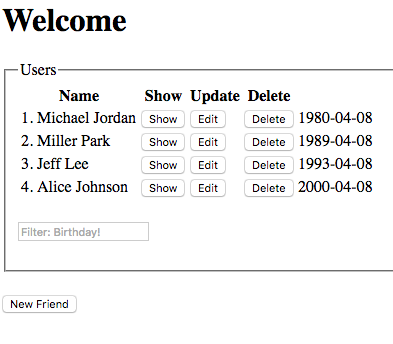 Welcome
Users
Name Show Update Delete
1. Michael Jordan Show Edit Delete 1980-04-08
2. Miller Park Show Edit Delete 1989-04-08
3. Jeff Lee Show Edit Delete 1993-04-08
4. Alice Johnson Show Edit Delete 2000-04-08
Filter: Birthday!
New Friend